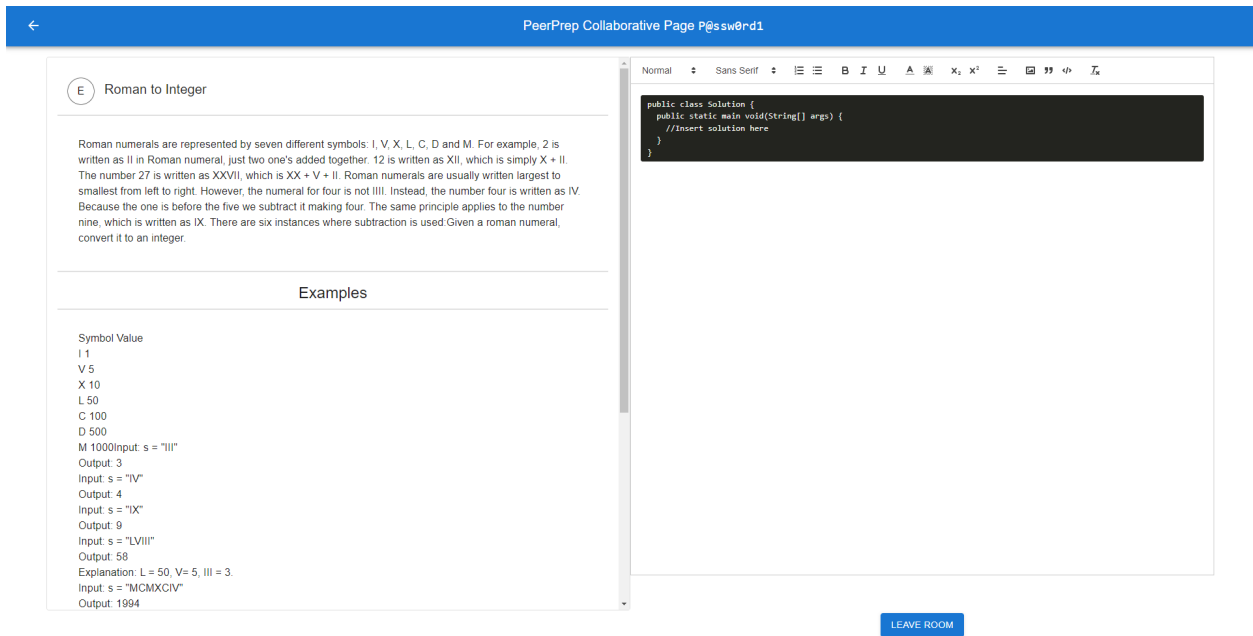 PeerPrep Collaborative Page P@ssw0rd1
E Roman to Integer
Roman numerals are represented by seven different symbols: I, V, X, L, C, D and M. For example, 2 is
written as II in Roman numeral, just two one's added together. 12 is written as XII, which is simply X + II.
The number 27 is written as XXVII, which is XX + V + II. Roman numerals are usually written largest to
smallest from left to right. However, the numeral for four is not IIII. Instead, the number four is written as IV.
Because the one is before the five we subtract it making four. The same principle applies to the number
nine, which is written as IX. There are six instances where subtraction is used:Given a roman numeral,
convert it to an integer.
Examples
Symbol Value
I 1
V 5
X 10
L 50
C 100
D 500
M 1000Input: s = "III"
Output: 3
Input: s = "IV"
Output: 4
Input: s = "IX"
Output: 9
Input: s = "LVIII"
Output: 58
Explanation: L = 50, V= 5, III = 3.
Input: s = "MCMXCIV"
Output: 1994
Normal Sans Serif B I U A A X₂ X² </> Tx
public class Solution {
public static main void(String[] args) {
//Insert solution here
}
}
LEAVE ROOM